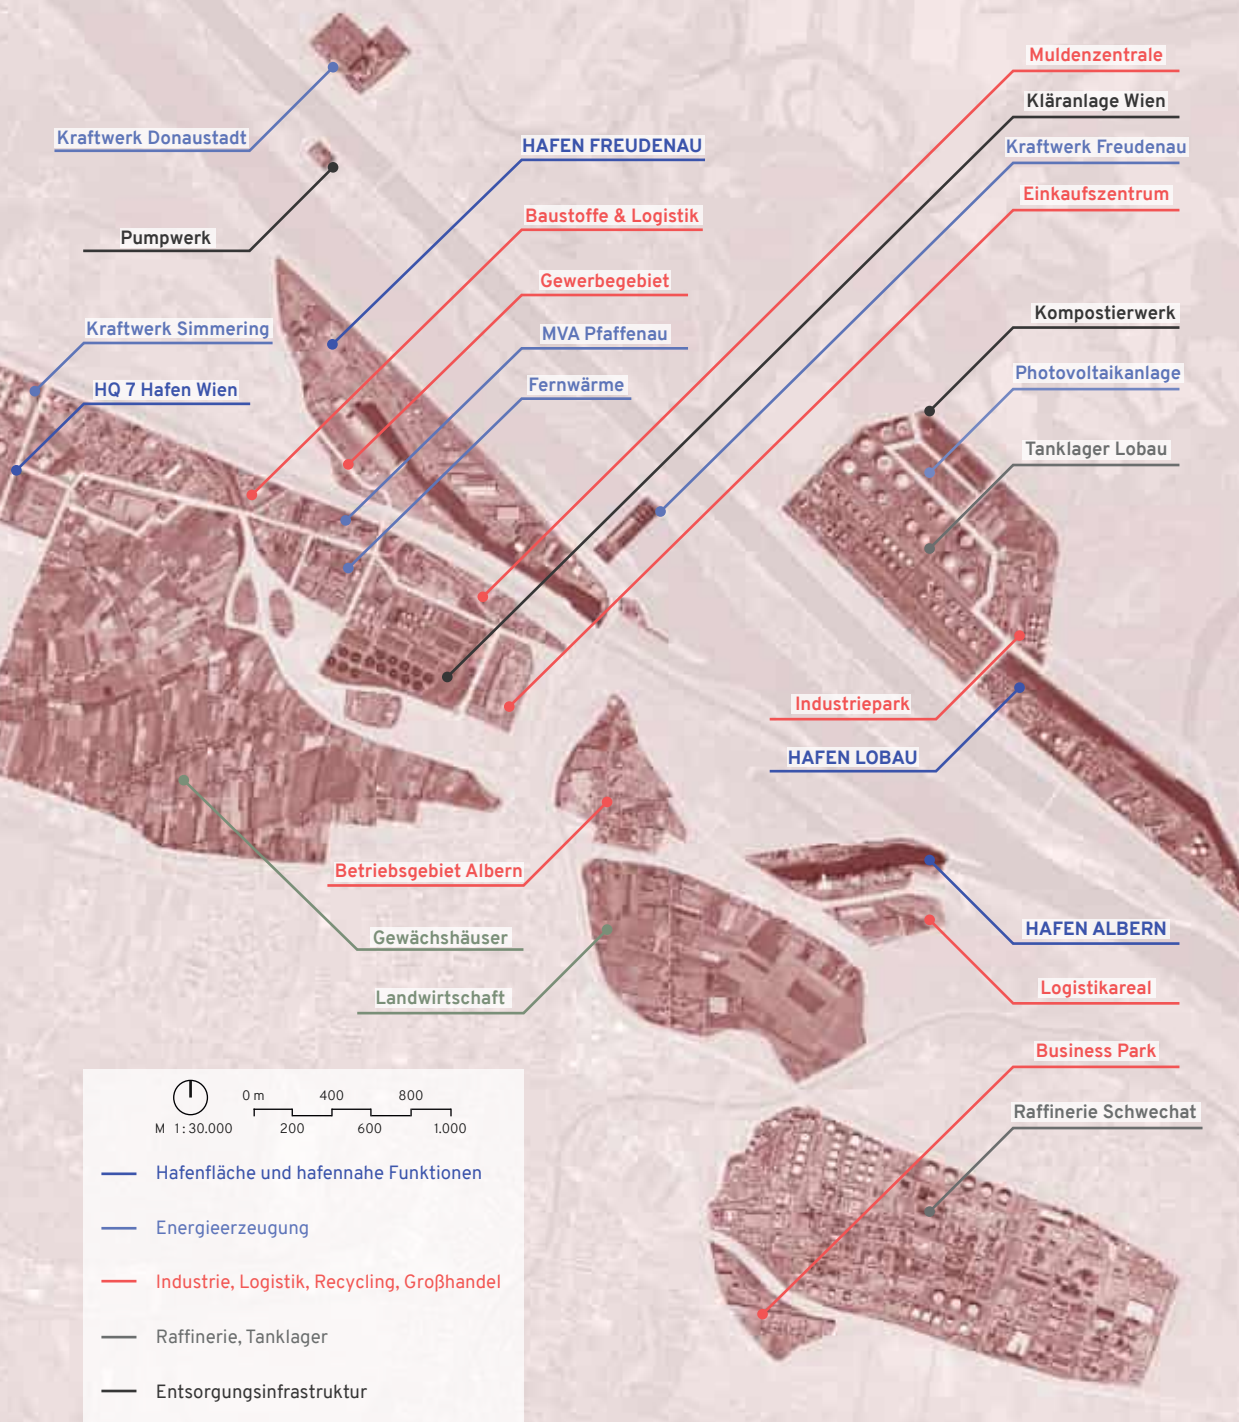 Muldenzentrale
Kläranlage Wien
Kraftwerk Donaustadt
HAFEN FREUDENAU
Kraftwerk Freudenau
Einkaufszentrum
Baustoffe & Logistik
Pumpwerk
Gewerbegebiet
Kompostierwerk
Kraftwerk Simmering
MVA Pfaffenau
Photovoltaikanlage
HQ 7 Hafen Wien
Fernwärme
Tanklager Lobau
Industriepark
HAFEN LOBAU
Betriebsgebiet Albern
HAFEN ALBERN
Gewächshäuser
Logistikareal
Landwirtschaft
Business Park
Raffinerie Schwechat
0 m 400 800
M 1:30.000 200 600 1.000
Hafenfläche und hafennahe Funktionen
Energieerzeugung
Industrie, Logistik, Recycling, Großhandel
Raffinerie, Tanklager
Entsorgungsinfrastruktur